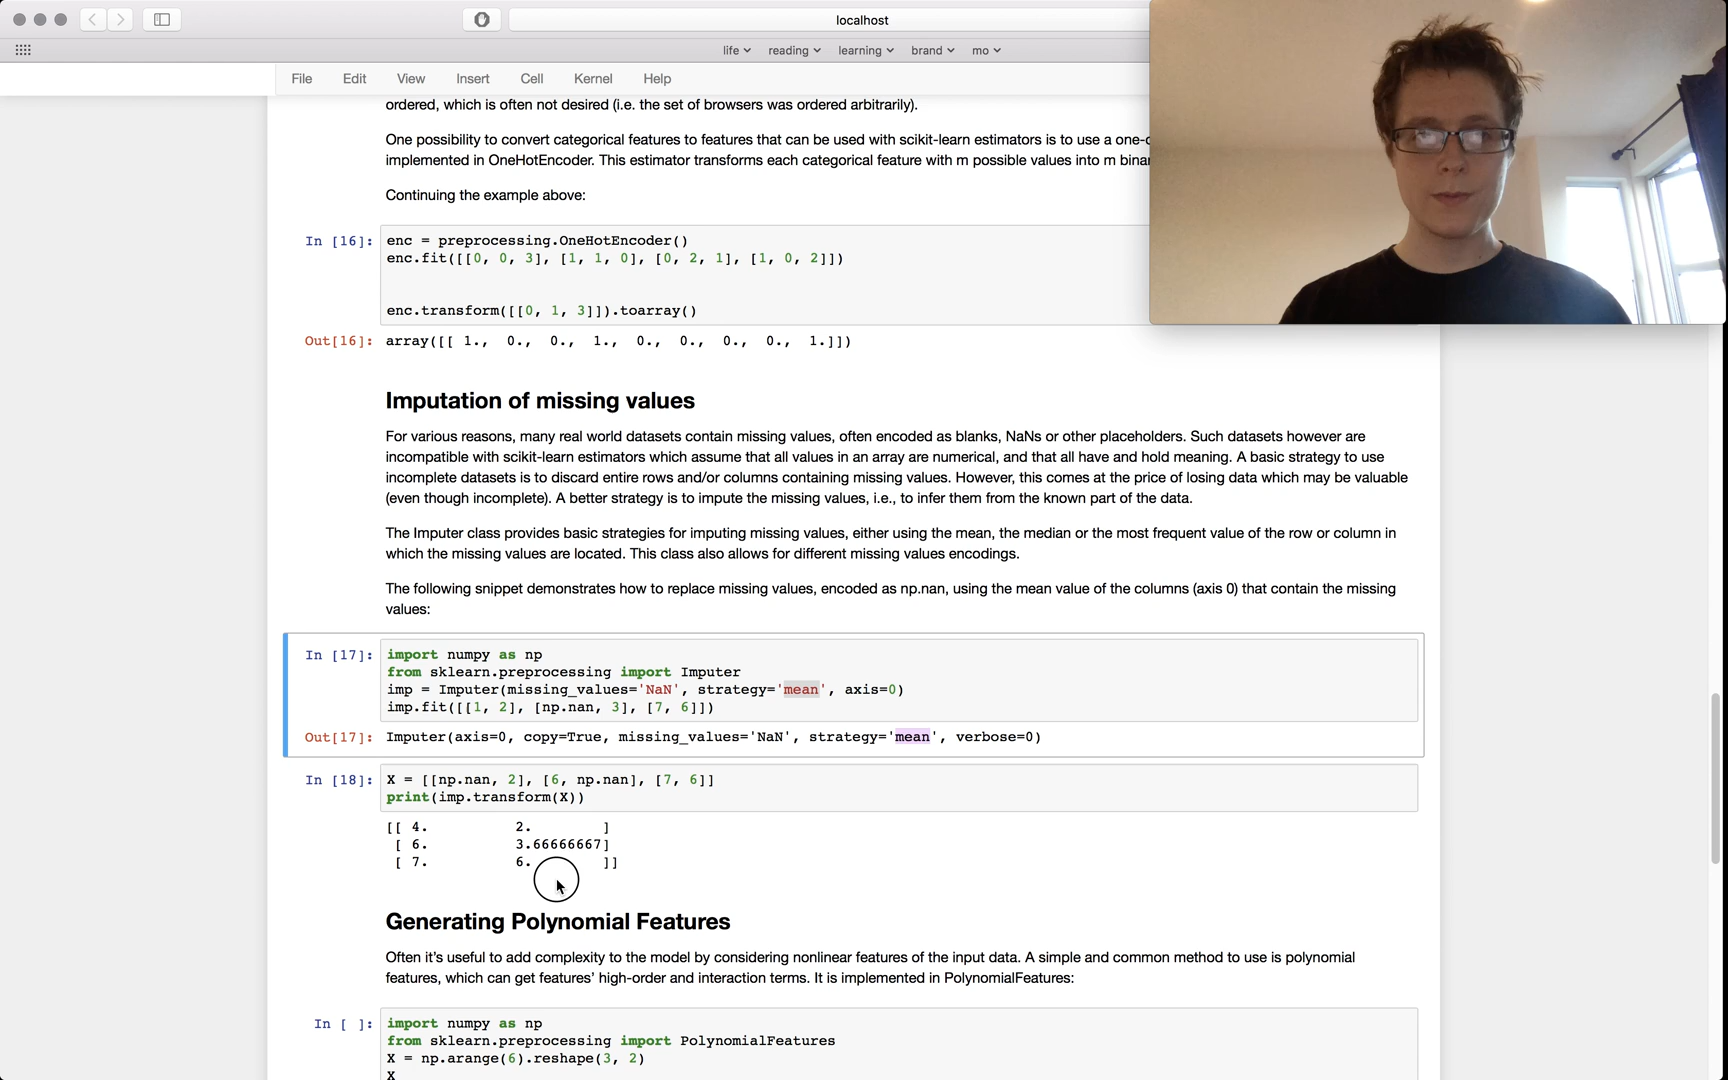 localhost
life reading learning brand mo
File Edit View Insert Cell Kernel Help
ordered, which is often not desired (i.e. the set of browsers was ordered arbitrarily).
One possibility to convert categorical features to features that can be used with scikit-learn estimators is to use a
implemented in OneHotEncoder. This estimator transforms each categorical feature with m possible values into m
Continuing the example above:
In [16]: enc = preprocessing.OneHotEncoder()
enc.fit([[0, 0, 3], [1, 1, 0], [0, 2, 1], [1, 0, 2]])
enc.transform([[0, 1, 3]]).toarray()
Out[16]: array([[ 1., 0., 0., 1., 0., 0., 0., 0., 1.]])
Imputation of missing values
For various reasons, many real world datasets contain missing values, often encoded as blanks, NaNs or other placeholders. Such datasets however are
incompatible with scikit-learn estimators which assume that all values in an array are numerical, and that all have and hold meaning. A basic strategy to use
incomplete datasets is to discard entire rows and/or columns containing missing values. However, this comes at the price of losing data which may be valuable
(even though incomplete). A better strategy is to impute the missing values, i.e., to infer them from the known part of the data.
The Imputer class provides basic strategies for imputing missing values, either using the mean, the median or the most frequent value of the row or column in
which the missing values are located. This class also allows for different missing values encodings.
The following snippet demonstrates how to replace missing values, encoded as np.nan, using the mean value of the columns (axis 0) that contain the missing
values:
In [17]: import numpy as np
from sklearn.preprocessing import Imputer
imp = Imputer(missing_values='NaN', strategy='mean', axis=0)
imp.fit([[1, 2], [np.nan, 3], [7, 6]])
Out[17]: Imputer(axis=0, copy=True, missing_values='NaN', strategy='mean', verbose=0)
In [18]: X = [[np.nan, 2], [6, np.nan], [7, 6]]
print(imp.transform(X))
[[ 4. 2. ]
[ 6. 3.66666667]
[ 7. 6. ]]
Generating Polynomial Features
Often it's useful to add complexity to the model by considering nonlinear features of the input data. A simple and common method to use is polynomial
features, which can get features' high-order and interaction terms. It is implemented in PolynomialFeatures:
In [ ]: import numpy as np
from sklearn.preprocessing import PolynomialFeatures
X = np.arange(6).reshape(3, 2)
X